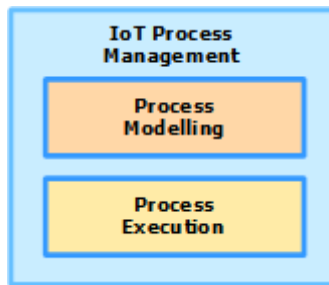 IoT Process
Management
Process
Modelling
Process
Execution